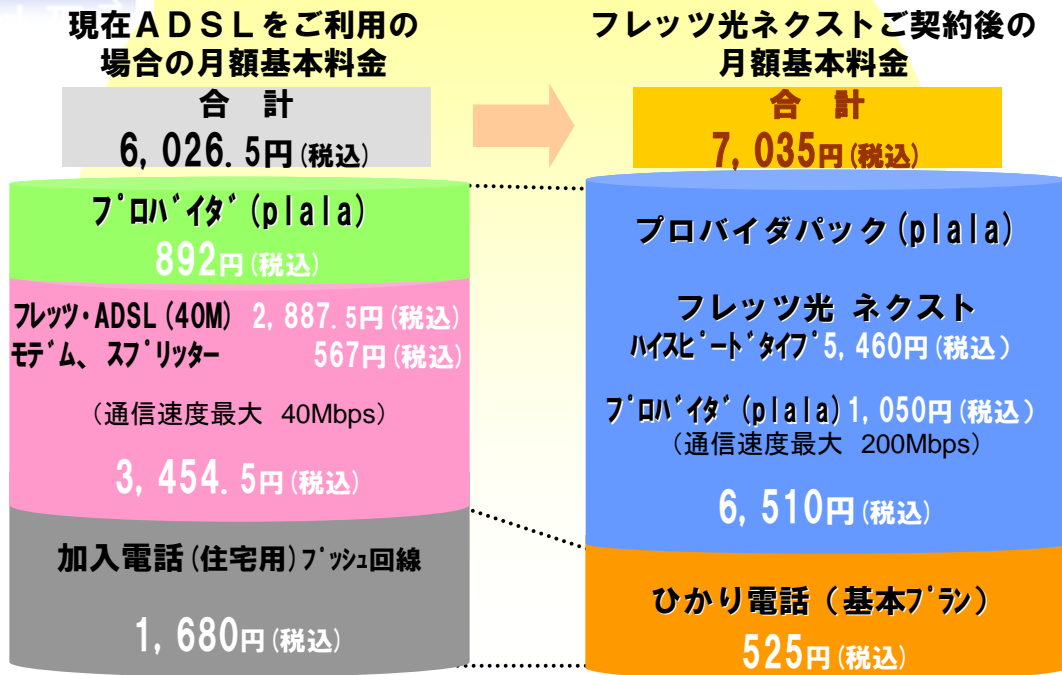 現在ＡＤＳＬをご利用の
場合の月額基本料金
合　計
6, 026. 5円(税込)
ﾌﾟﾛﾊﾞｲﾀﾞ(plala)
892円(税込)
ﾌﾚｯﾂ・ADSL(40M) 2, 887. 5円(税込)
ﾓﾃﾞﾑ、ｽﾌﾟﾘｯﾀｰ 567円(税込)
（通信速度最大　40Mbps）
3, 454. 5円(税込)
加入電話(住宅用)ﾌﾟｯｼｭ回線
1, 680円(税込)
フレッツ光ネクストご契約後の
月額基本料金
合　計
7, 035円(税込)
プロバイダパック(plala)
フレッツ光 ネクスト
ﾊｲｽﾋﾟｰﾄﾞﾀｲﾌﾟ5, 460円(税込）
ﾌﾟﾛﾊﾞｲﾀﾞ(plala)1, 050円(税込）
（通信速度最大　200Mbps）
6, 510円(税込)
ひかり電話（基本ﾌﾟﾗﾝ）
525円(税込)